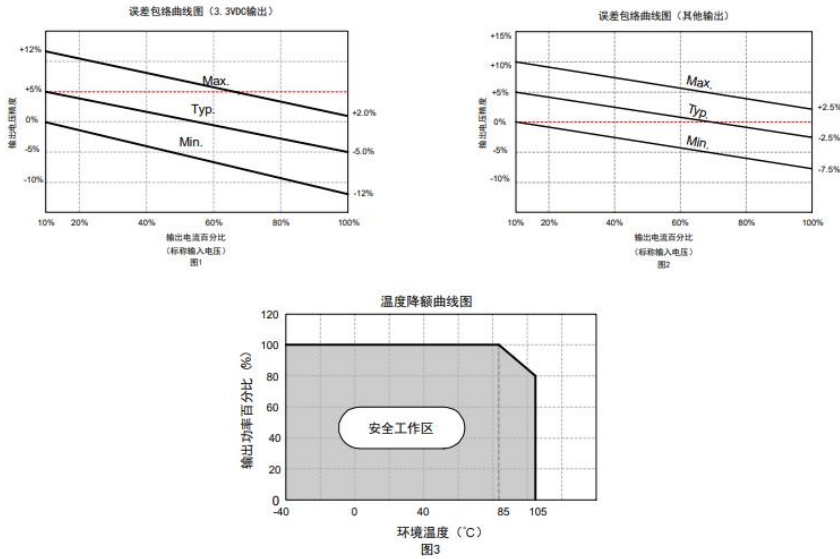 误差包络曲线图（3.3VDC输出）
+12%
+5%
0%
-5%
-10%
输出电压精度
Max.
Typ.
Min.
+2.0%
-5.0%
-12%
10% 20% 40% 60% 80% 100%
输出电流百分比
（标称输入电压）
图1
误差包络曲线图（其他输出）
+15%
+10%
+5%
0%
-5%
-10%
输出电压精度
Max.
Typ.
Min.
+2.5%
-2.5%
-7.5%
10% 20% 40% 60% 80% 100%
输出电流百分比
（标称输入电压）
图2
温度降额曲线图
120
100
80
60
40
20
0
输出功率百分比（%）
安全工作区
-40 0 40 85 105
环境温度（℃）
图3